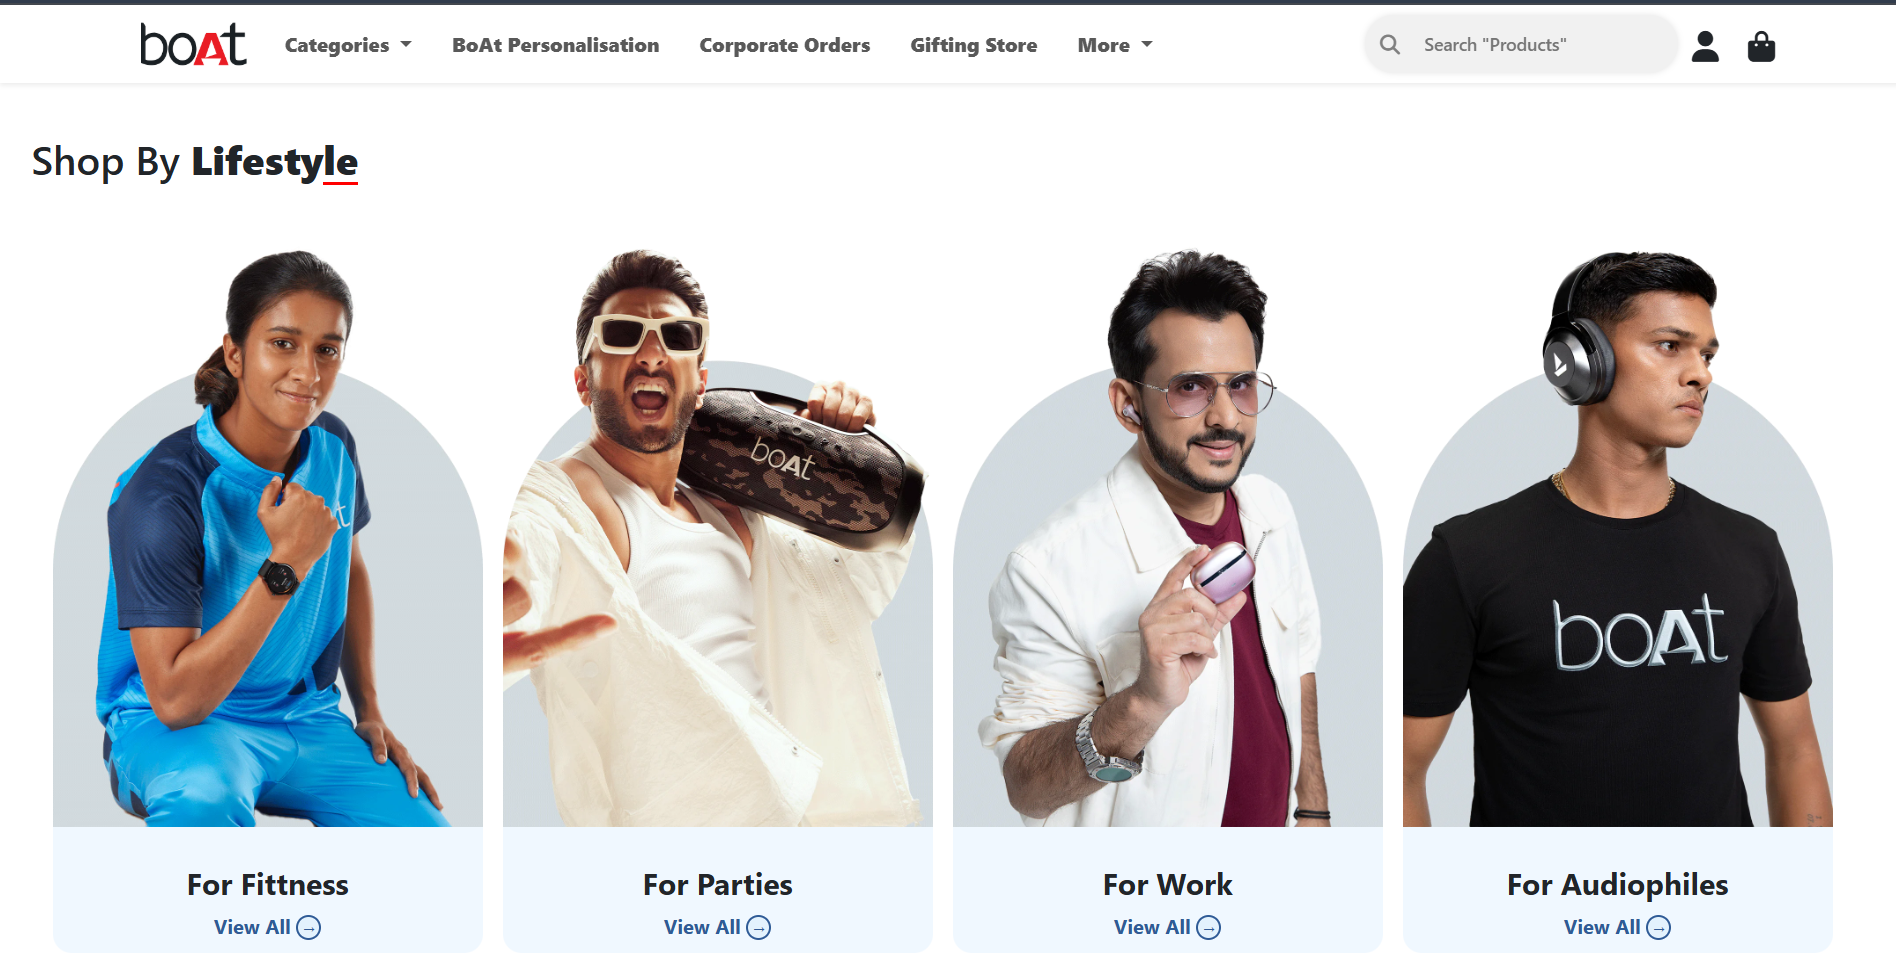 boAt Categories BoAt Personalisation Corporate Orders Gifting Store More Search "Products"
Shop By Lifestyle
boAt
boAt
For Fittness For Parties For Work For Audiophiles
View All → View All → View All → View All →